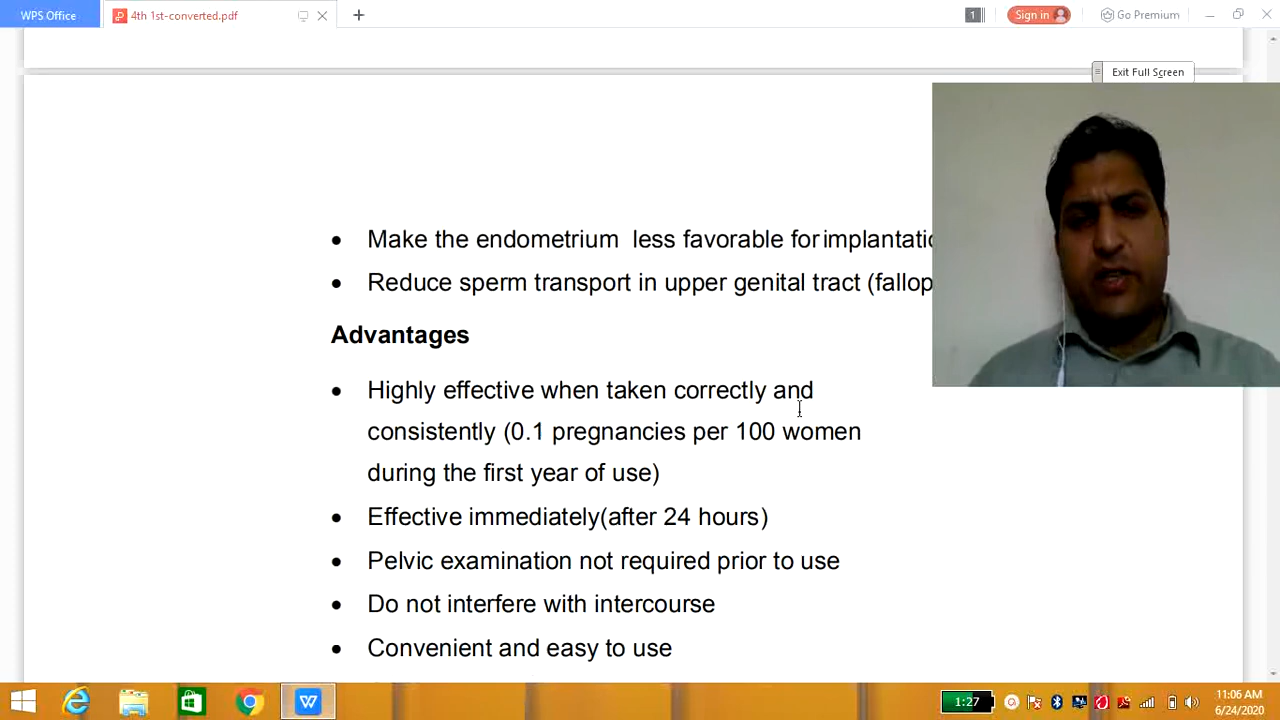 WPS Office
4th 1st-converted.pdf
1
Sign in
Go Premium
Exit Full Screen
• Make the endometrium less favorable for implantatio
• Reduce sperm transport in upper genital tract (fallop
Advantages
• Highly effective when taken correctly and
consistently (0.1 pregnancies per 100 women
during the first year of use)
• Effective immediately(after 24 hours)
• Pelvic examination not required prior to use
• Do not interfere with intercourse
• Convenient and easy to use
1:27
11:06 AM
6/24/2020